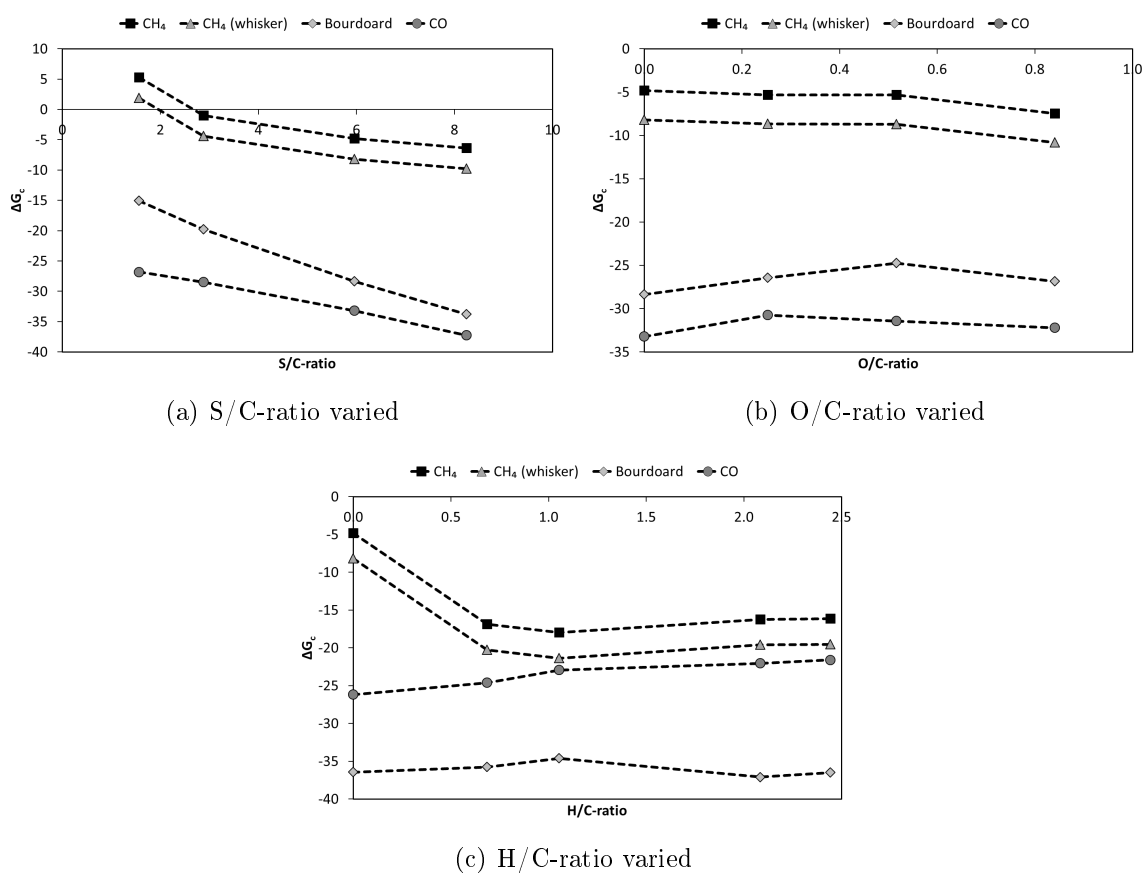 CH₄ CH₄ (whisker) Bourdoard CO
10
5
0
-5
-10
-15
-20
-25
-30
-35
-40
0 2 4 6 8 10
ΔG꜀
S/C-ratio
(a) S/C-ratio varied
CH₄ CH₄ (whisker) Bourdoard CO
0
-5
-10
-15
-20
-25
-30
-35
0.0 0.2 0.4 0.6 0.8 1.0
ΔG꜀
O/C-ratio
(b) O/C-ratio varied
CH₄ CH₄ (whisker) Bourdoard CO
0
-5
-10
-15
-20
-25
-30
-35
-40
0.0 0.5 1.0 1.5 2.0 2.5
ΔG꜀
H/C-ratio
(c) H/C-ratio varied